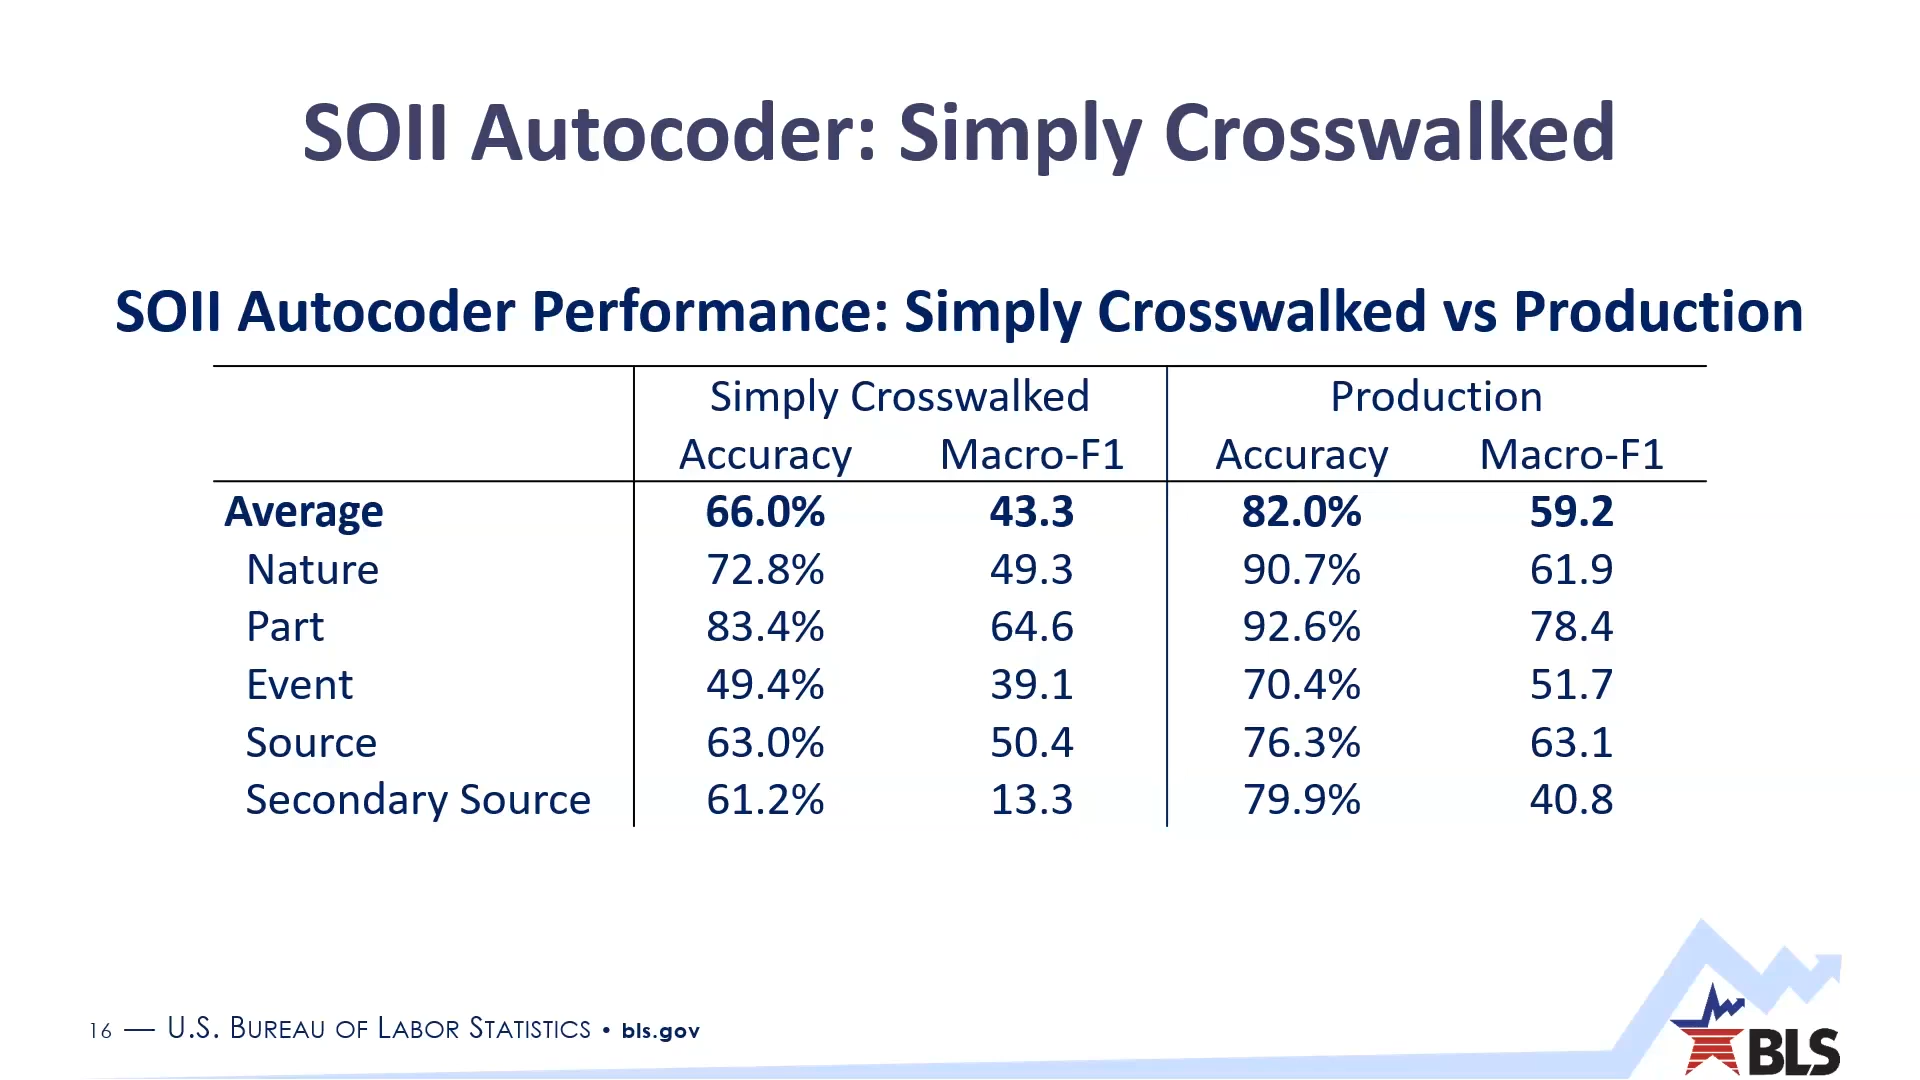 SOII Autocoder: Simply Crosswalked
SOII Autocoder Performance: Simply Crosswalked vs Production
Simply Crosswalked Production
Accuracy Macro-F1 Accuracy Macro-F1
Average 66.0% 43.3 82.0% 59.2
Nature 72.8% 49.3 90.7% 61.9
Part 83.4% 64.6 92.6% 78.4
Event 49.4% 39.1 70.4% 51.7
Source 63.0% 50.4 76.3% 63.1
Secondary Source 61.2% 13.3 79.9% 40.8
16 — U.S. BUREAU OF LABOR STATISTICS • bls.gov
BLS